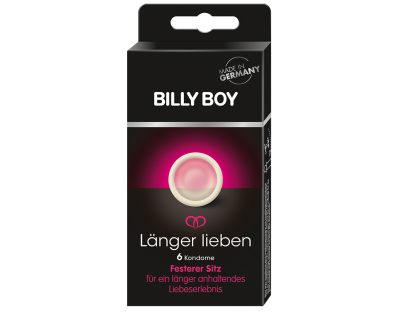 MADE IN
GERMANY
BILLY BOY
Länger lieben
6 Kondome
Festerer Sitz
für ein länger anhaltendes
Liebeserlebnis